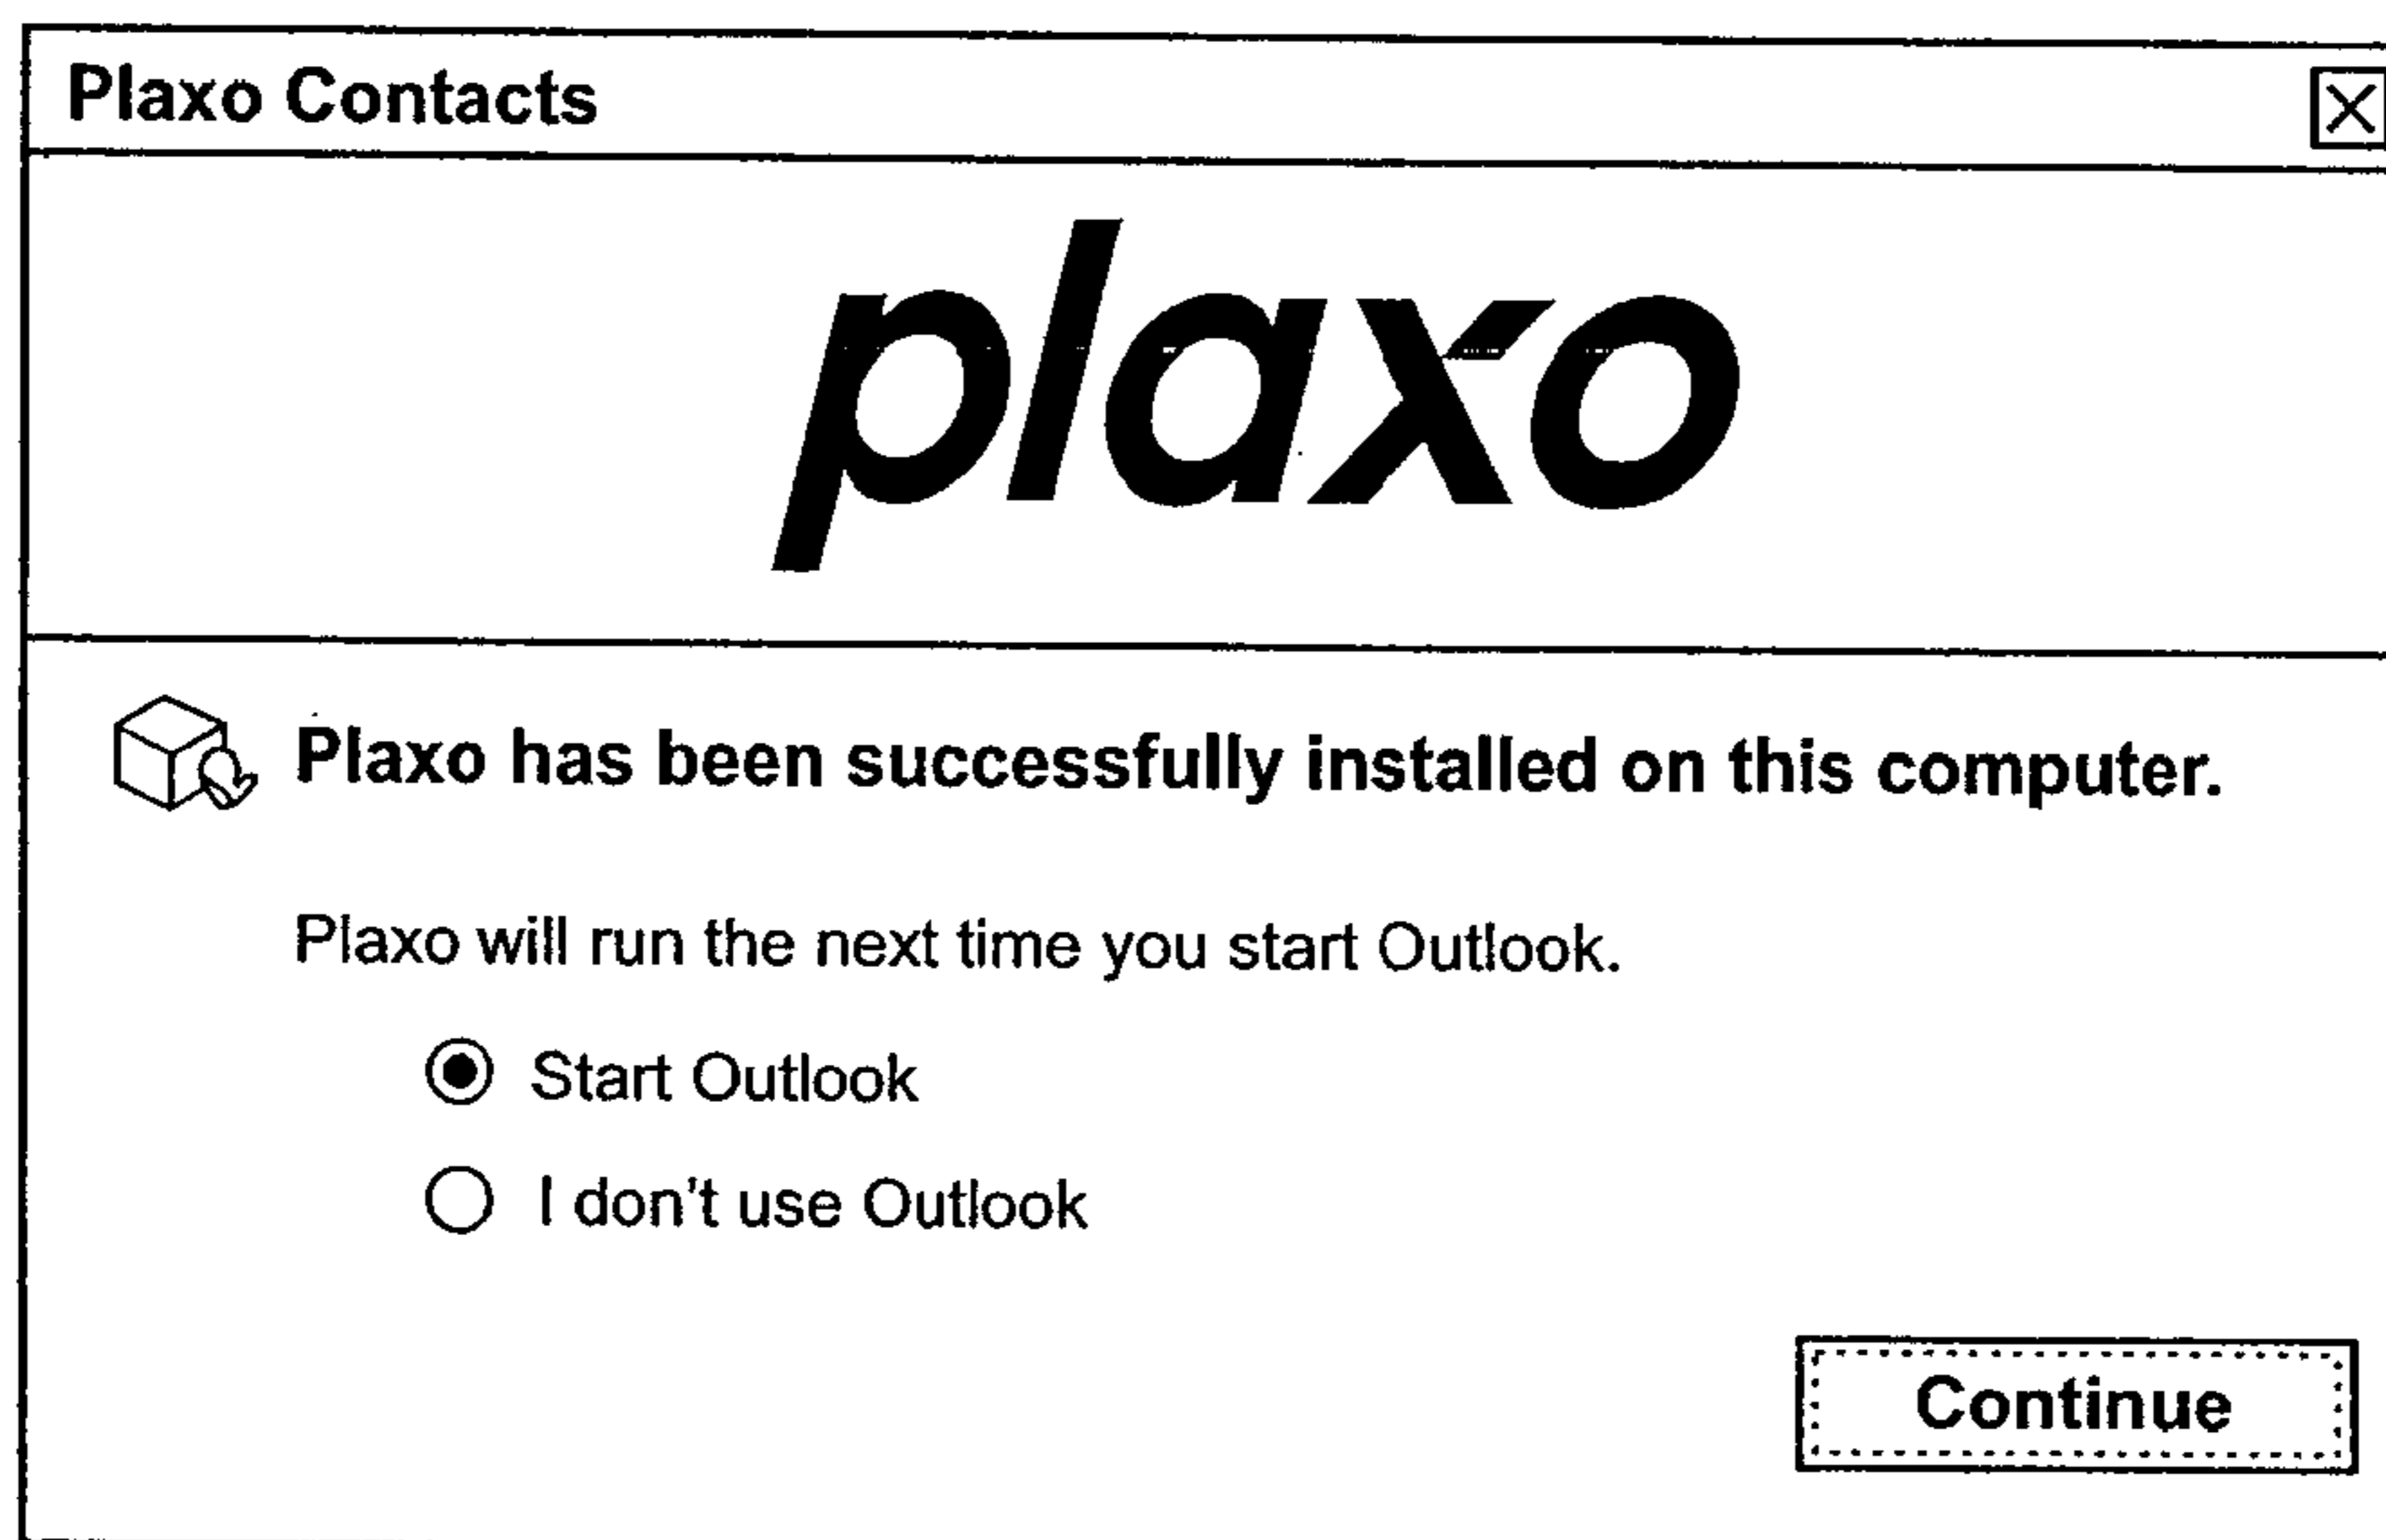 Plaxo Contacts
plaxo
Plaxo has been successfully installed on this computer.
Plaxo will run the next time you start Outlook.
Start Outlook
I don't use Outlook
Continue